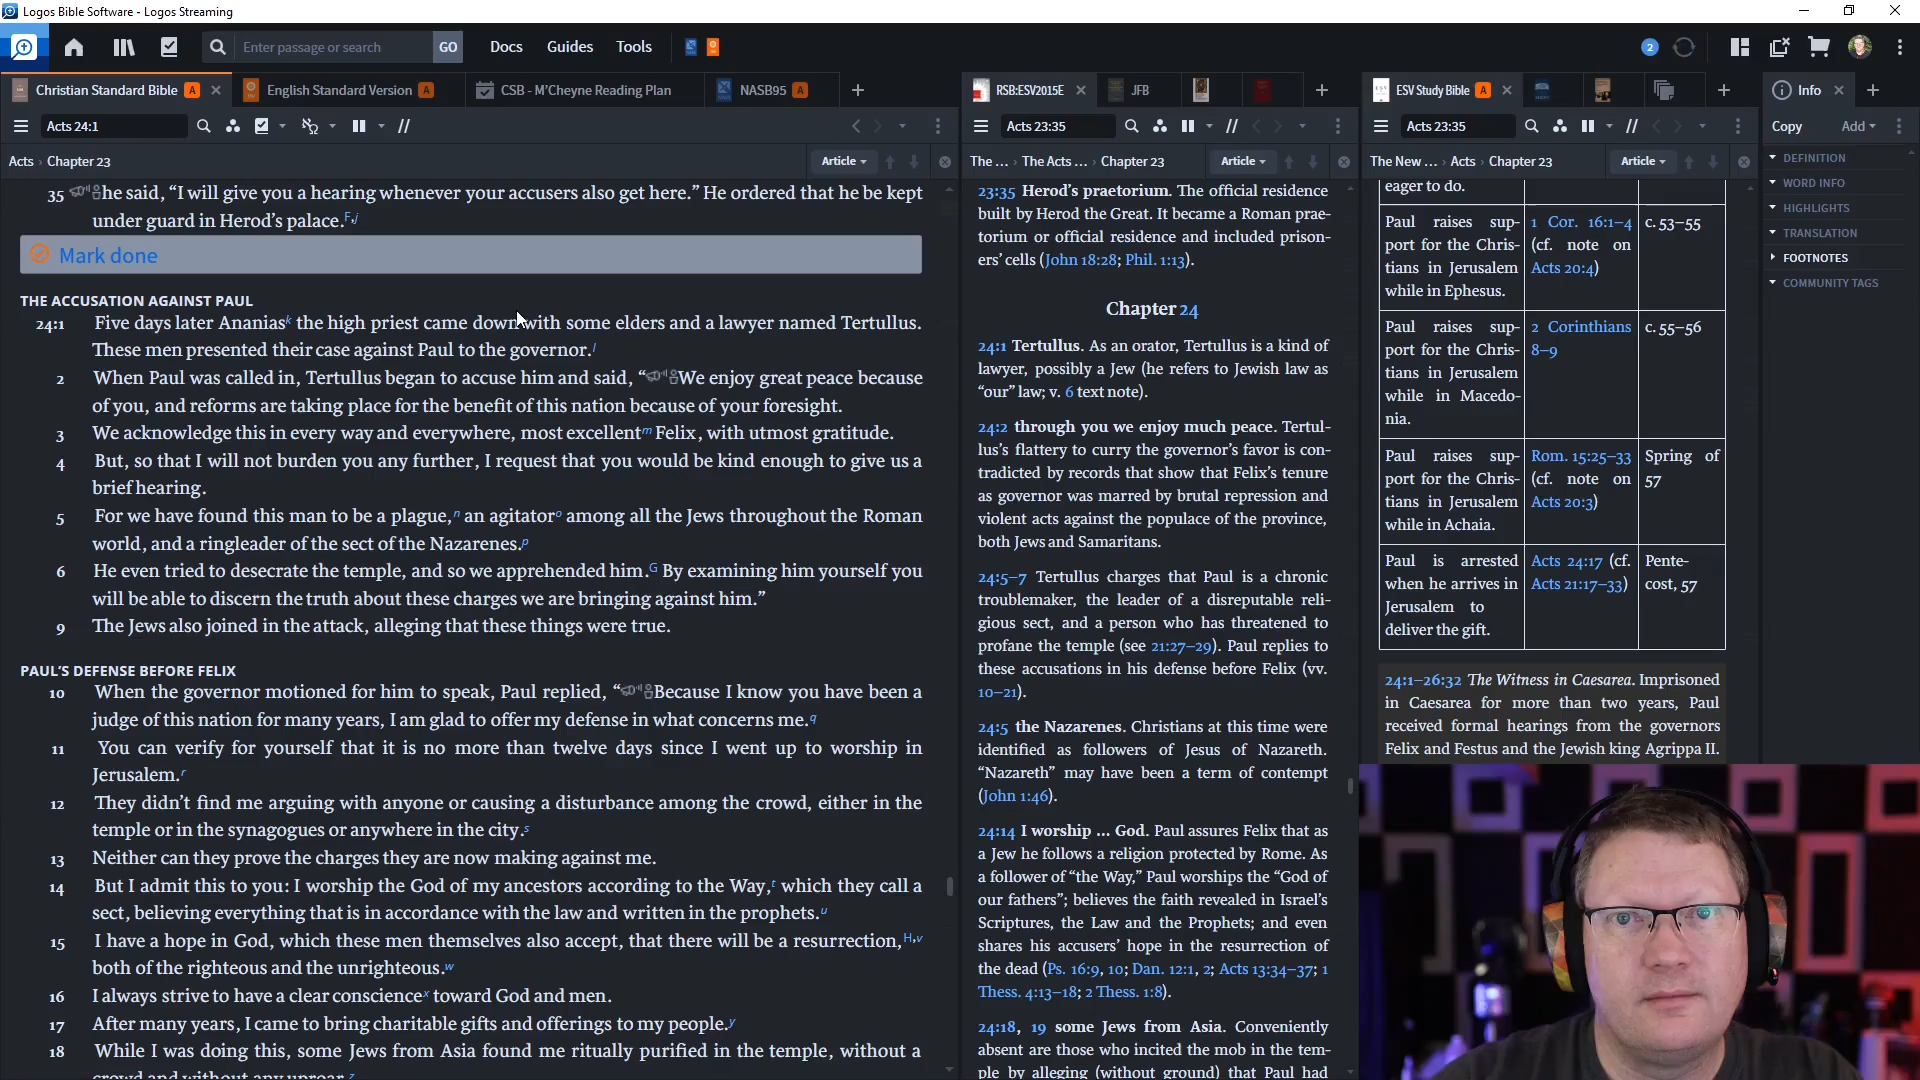 Logos Bible Software - Logos Streaming
Enter passage or search
GO
Docs
Guides
Tools
2
Christian Standard Bible A
English Standard Version A
CSB - M'Cheyne Reading Plan
NASB95 A
Acts 24:1
Acts › Chapter 23
Article
35 he said, “I will give you a hearing whenever your accusers also get here.” He ordered that he be kept
under guard in Herod’s palace.F,j
Mark done
THE ACCUSATION AGAINST PAUL
24:1 Five days later Ananiask the high priest came down with some elders and a lawyer named Tertullus.
These men presented their case against Paul to the governor.l
2 When Paul was called in, Tertullus began to accuse him and said, “We enjoy great peace because
of you, and reforms are taking place for the benefit of this nation because of your foresight.
3 We acknowledge this in every way and everywhere, most excellentm Felix, with utmost gratitude.
4 But, so that I will not burden you any further, I request that you would be kind enough to give us a
brief hearing.
5 For we have found this man to be a plague,n an agitatoro among all the Jews throughout the Roman
world, and a ringleader of the sect of the Nazarenes.p
6 He even tried to desecrate the temple, and so we apprehended him.G By examining him yourself you
will be able to discern the truth about these charges we are bringing against him.”
9 The Jews also joined in the attack, alleging that these things were true.
PAUL’S DEFENSE BEFORE FELIX
10 When the governor motioned for him to speak, Paul replied, “Because I know you have been a
judge of this nation for many years, I am glad to offer my defense in what concerns me.q
11 You can verify for yourself that it is no more than twelve days since I went up to worship in
Jerusalem.r
12 They didn’t find me arguing with anyone or causing a disturbance among the crowd, either in the
temple or in the synagogues or anywhere in the city.s
13 Neither can they prove the charges they are now making against me.
14 But I admit this to you: I worship the God of my ancestors according to the Way,t which they call a
sect, believing everything that is in accordance with the law and written in the prophets.u
15 I have a hope in God, which these men themselves also accept, that there will be a resurrection,H,v
both of the righteous and the unrighteous.w
16 I always strive to have a clear consciencex toward God and men.
17 After many years, I came to bring charitable gifts and offerings to my people.y
18 While I was doing this, some Jews from Asia found me ritually purified in the temple, without a
crowd and without any uproar.z
RSB:ESV2015E
JFB
Acts 23:35
The ... › The Acts ... › Chapter 23
Article
23:35 Herod’s praetorium. The official residence
built by Herod the Great. It became a Roman prae-
torium or official residence and included prison-
ers’ cells (John 18:28; Phil. 1:13).
Chapter 24
24:1 Tertullus. As an orator, Tertullus is a kind of
lawyer, possibly a Jew (he refers to Jewish law as
“our” law; v. 6 text note).
24:2 through you we enjoy much peace. Tertul-
lus’s flattery to curry the governor’s favor is con-
tradicted by records that show that Felix’s tenure
as governor was marred by brutal repression and
violent acts against the populace of the province,
both Jews and Samaritans.
24:5–7 Tertullus charges that Paul is a chronic
troublemaker, the leader of a disreputable reli-
gious sect, and a person who has threatened to
profane the temple (see 21:27–29). Paul replies to
these accusations in his defense before Felix (vv.
10–21).
24:5 the Nazarenes. Christians at this time were
identified as followers of Jesus of Nazareth.
“Nazareth” may have been a term of contempt
(John 1:46).
24:14 I worship ... God. Paul assures Felix that as
a Jew he follows a religion protected by Rome. As
a follower of “the Way,” Paul worships the “God of
our fathers”; believes the faith revealed in Israel’s
Scriptures, the Law and the Prophets; and even
shares his accusers’ hope in the resurrection of
the dead (Ps. 16:9, 10; Dan. 12:1, 2; Acts 13:34–37; 1
Thess. 4:13–18; 2 Thess. 1:8).
24:18, 19 some Jews from Asia. Conveniently
absent are those who incited the mob in the tem-
ple by alleging (without ground) that Paul had
ESV Study Bible A
Acts 23:35
The New ... › Acts › Chapter 23
Article
eager to do.
Paul raises sup-
port for the Chris-
tians in Jerusalem
while in Ephesus.
1 Cor. 16:1–4
(cf. note on
Acts 20:4)
c. 53–55
Paul raises sup-
port for the Chris-
tians in Jerusalem
while in Macedo-
nia.
2 Corinthians
8–9
c. 55–56
Paul raises sup-
port for the Chris-
tians in Jerusalem
while in Achaia.
Rom. 15:25–33
(cf. note on
Acts 20:3)
Spring of
57
Paul is arrested
when he arrives in
Jerusalem to
deliver the gift.
Acts 24:17 (cf.
Acts 21:17–33)
Pente-
cost, 57
24:1–26:32 The Witness in Caesarea. Imprisoned
in Caesarea for more than two years, Paul
received formal hearings from the governors
Felix and Festus and the Jewish king Agrippa II.
Info
Copy
Add
DEFINITION
WORD INFO
HIGHLIGHTS
TRANSLATION
FOOTNOTES
COMMUNITY TAGS